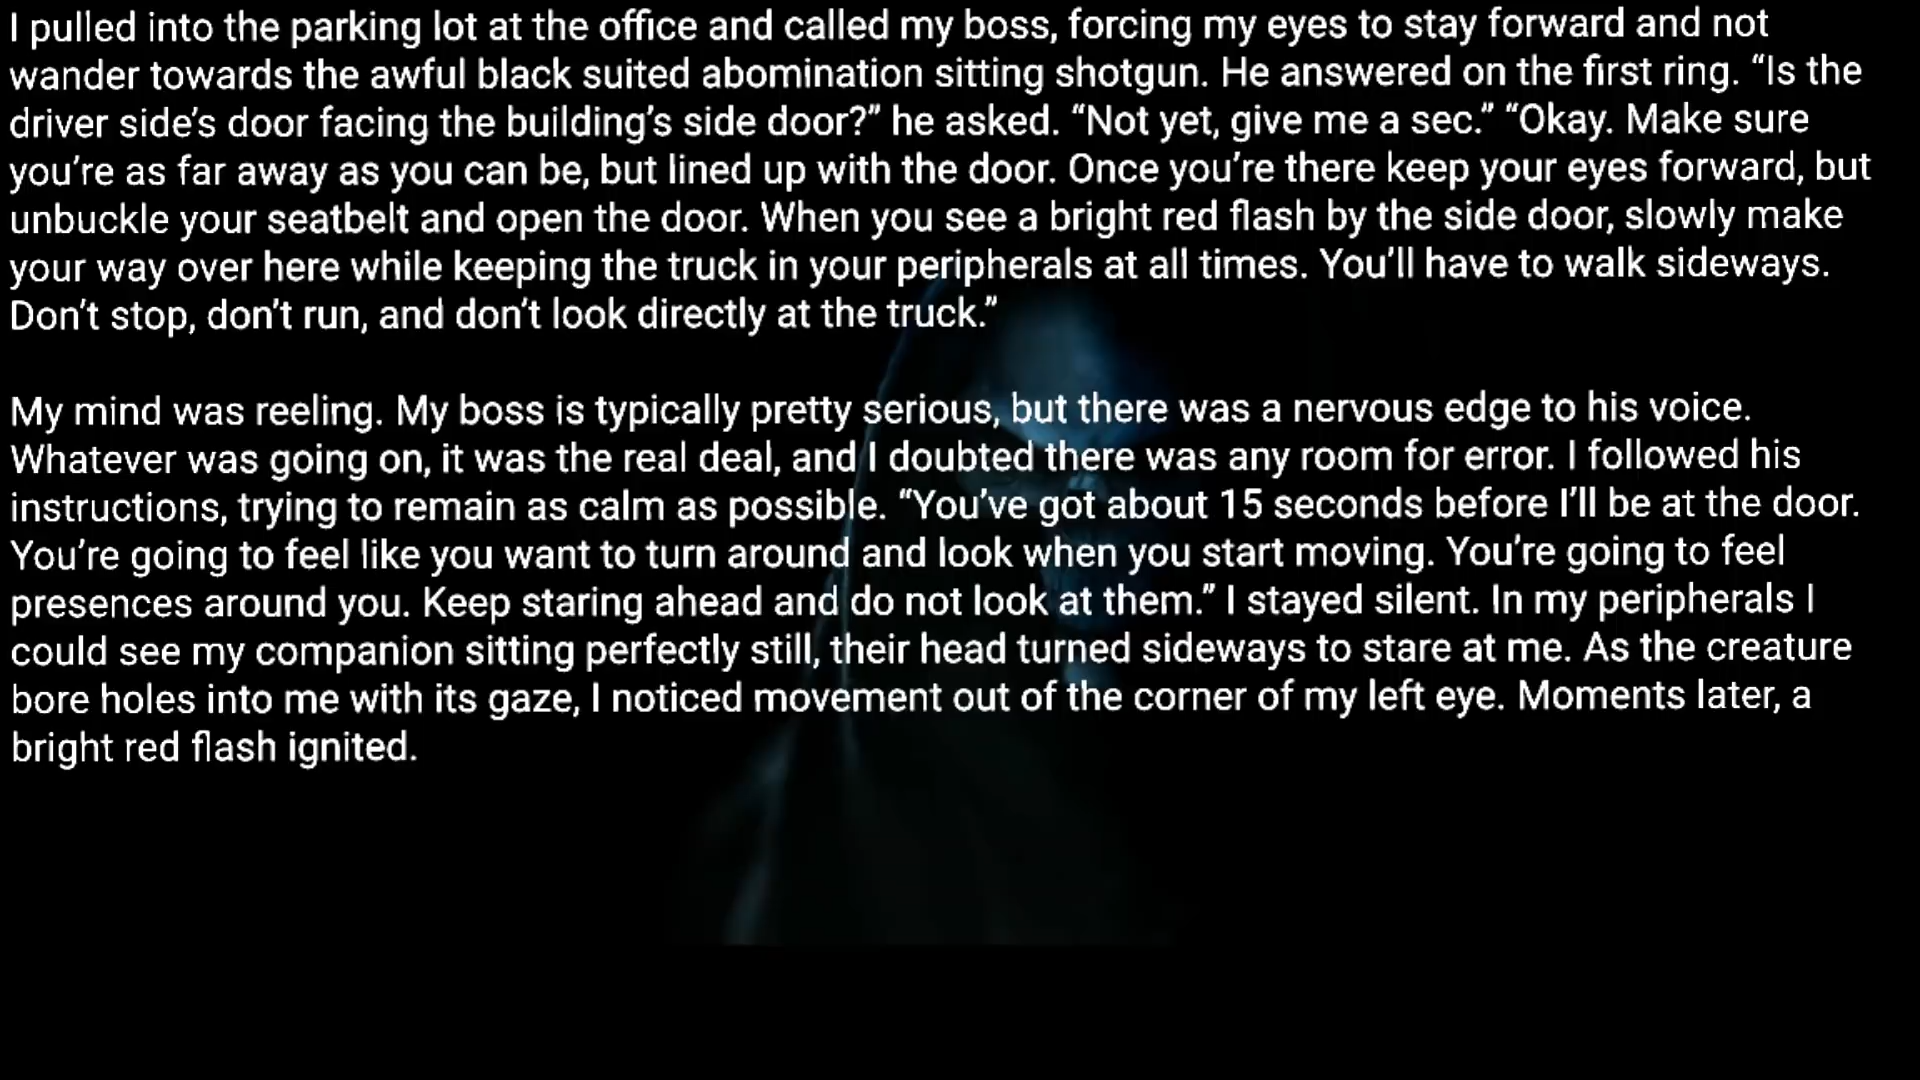 I pulled into the parking lot at the office and called my boss, forcing my eyes to stay forward and not
wander towards the awful black suited abomination sitting shotgun. He answered on the first ring. “Is the
driver side’s door facing the building’s side door?” he asked. “Not yet, give me a sec.” “Okay. Make sure
you’re as far away as you can be, but lined up with the door. Once you’re there keep your eyes forward, but
unbuckle your seatbelt and open the door. When you see a bright red flash by the side door, slowly make
your way over here while keeping the truck in your peripherals at all times. You’ll have to walk sideways.
Don’t stop, don’t run, and don’t look directly at the truck.”
My mind was reeling. My boss is typically pretty serious, but there was a nervous edge to his voice.
Whatever was going on, it was the real deal, and I doubted there was any room for error. I followed his
instructions, trying to remain as calm as possible. “You’ve got about 15 seconds before I’ll be at the door.
You’re going to feel like you want to turn around and look when you start moving. You’re going to feel
presences around you. Keep staring ahead and do not look at them.” I stayed silent. In my peripherals I
could see my companion sitting perfectly still, their head turned sideways to stare at me. As the creature
bore holes into me with its gaze, I noticed movement out of the corner of my left eye. Moments later, a
bright red flash ignited.